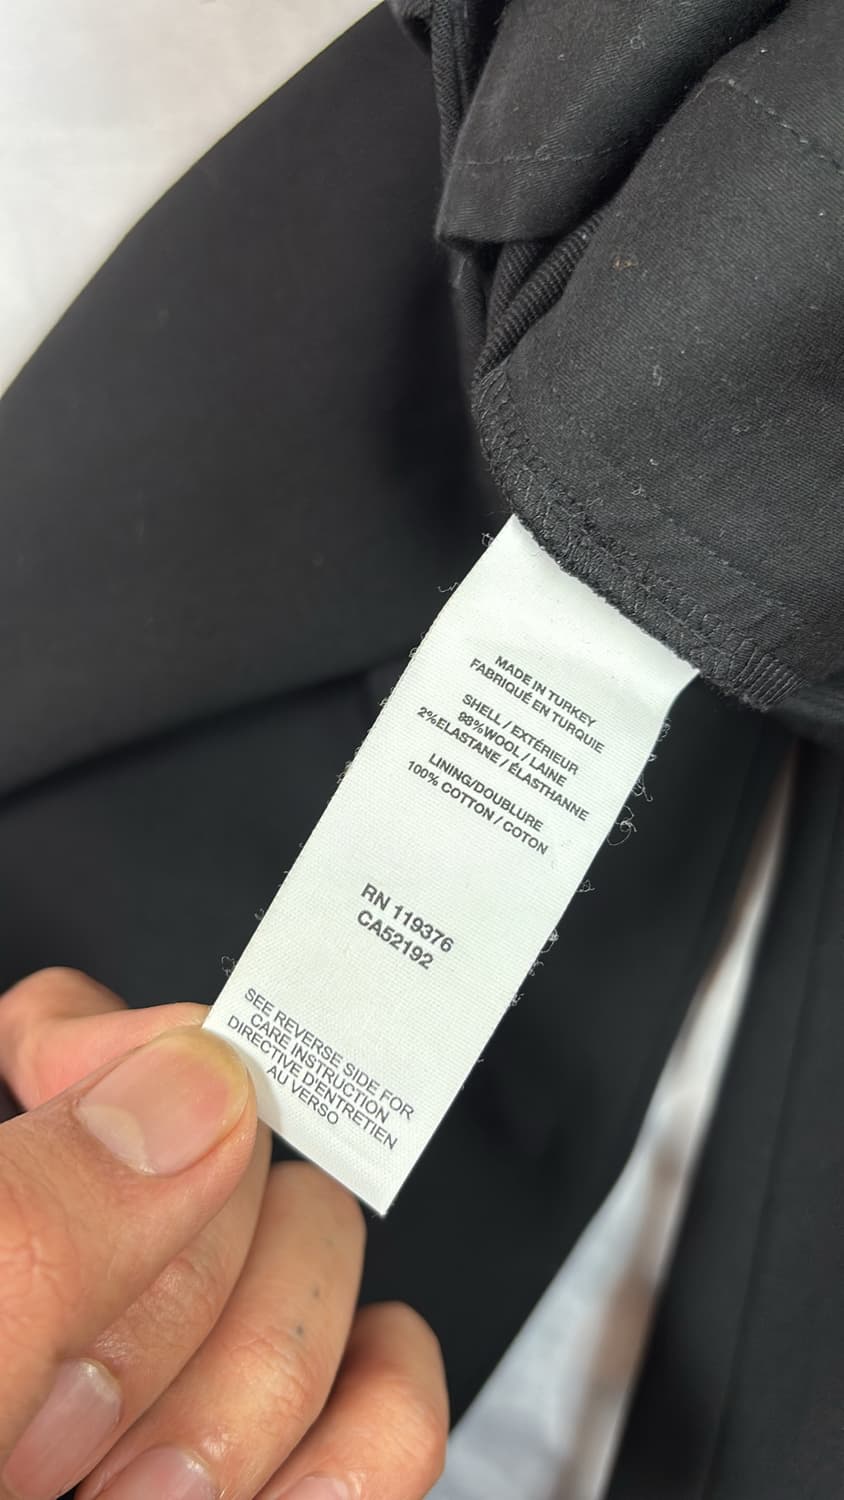 MADE IN TURKEY
FABRIQUÉ EN TURQUIE
SHELL / EXTÉRIEUR
98%WOOL / LAINE
2%ELASTANE / ÉLASTHANNE
LINING/DOUBLURE
100% COTTON / COTON
RN 119376
CA52192
SEE REVERSE SIDE FOR
CARE INSTRUCTION
DIRECTIVE D'ENTRETIEN
AU VERSO